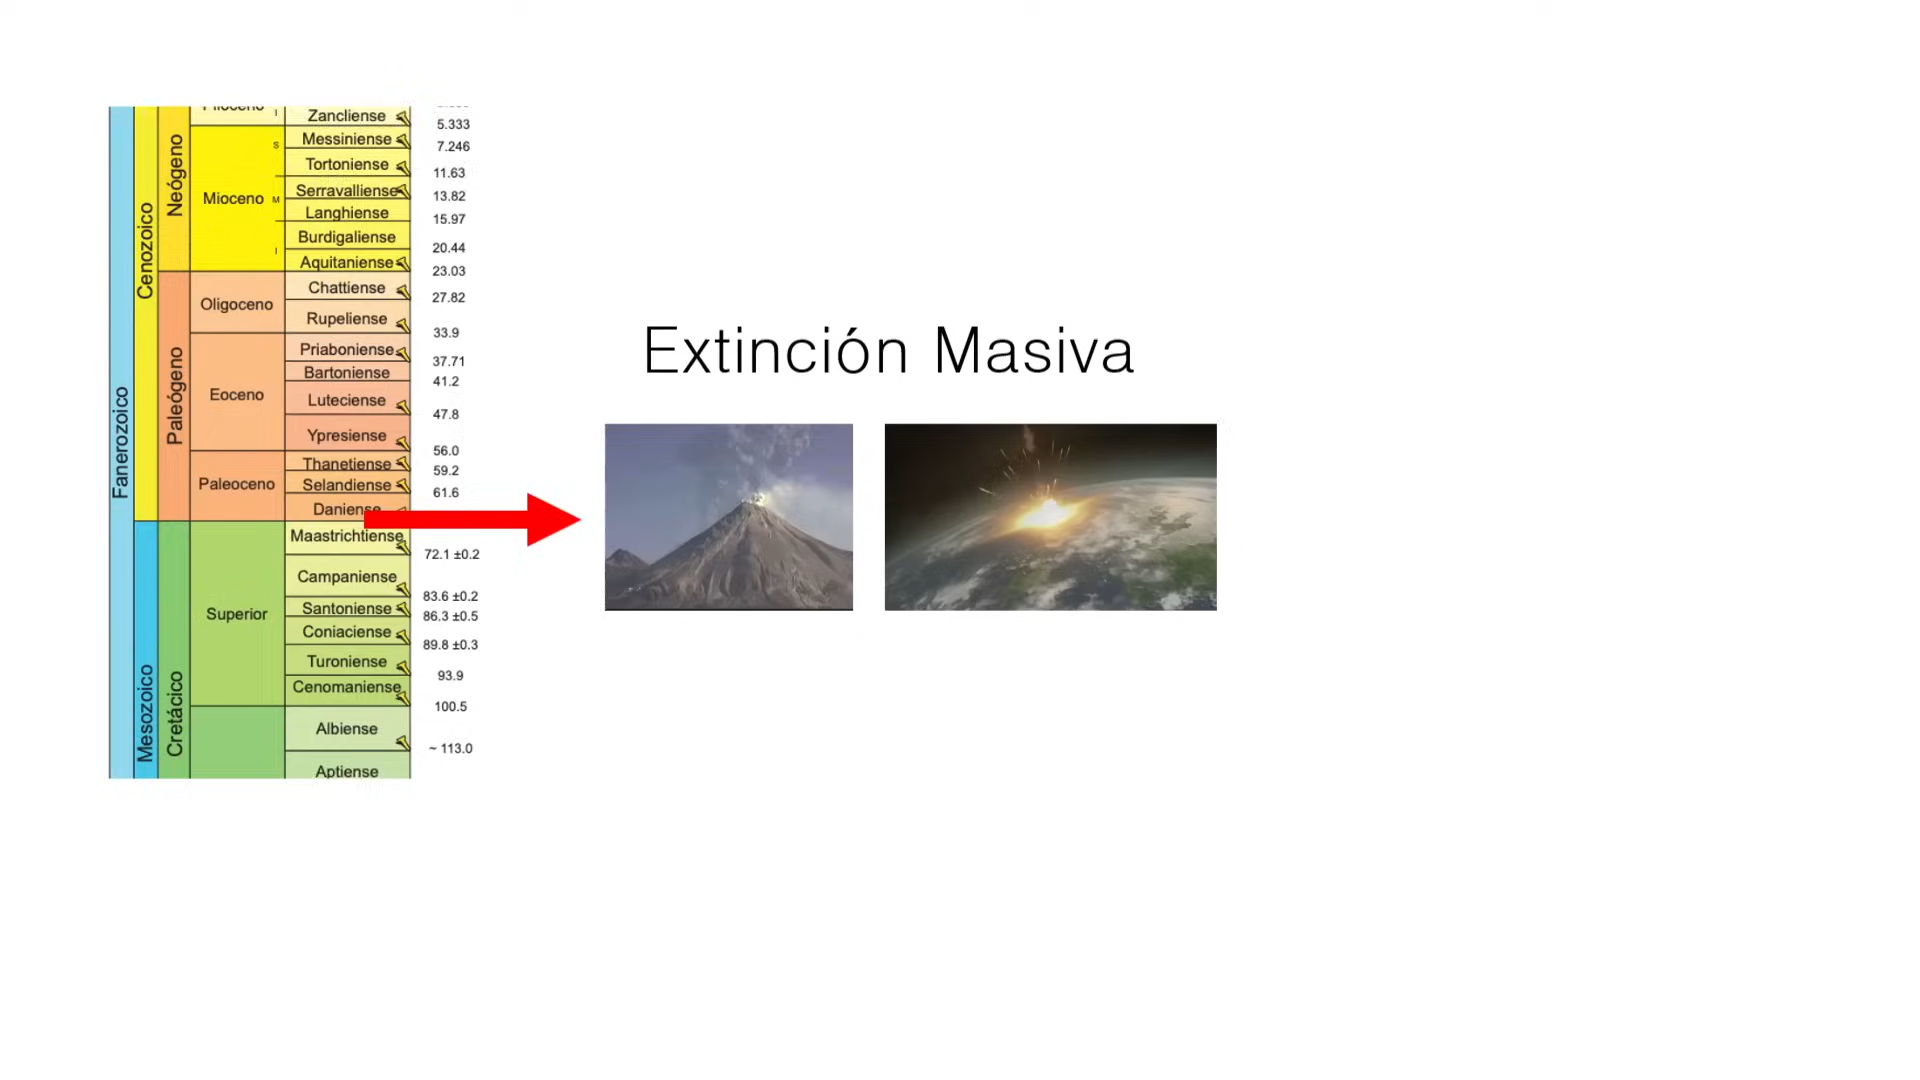 Fanerozoico
Cenozoico
Mesozoico
Neógeno
Paleógeno
Cretácico
Plioceno
I
Mioceno
S
M
I
Oligoceno
Eoceno
Paleoceno
Superior
Zancliense
5.333
Messiniense
7.246
Tortoniense
11.63
Serravalliense
13.82
Langhiense
15.97
Burdigaliense
20.44
Aquitaniense
23.03
Chattiense
27.82
Rupeliense
33.9
Priaboniense
37.71
Bartoniense
41.2
Luteciense
47.8
Ypresiense
56.0
Thanetiense
59.2
Selandiense
61.6
Daniense
Maastrichtiense
72.1 ±0.2
Campaniense
83.6 ±0.2
Santoniense
86.3 ±0.5
Coniaciense
89.8 ±0.3
Turoniense
93.9
Cenomaniense
100.5
Albiense
~ 113.0
Aptiense
Extinción Masiva